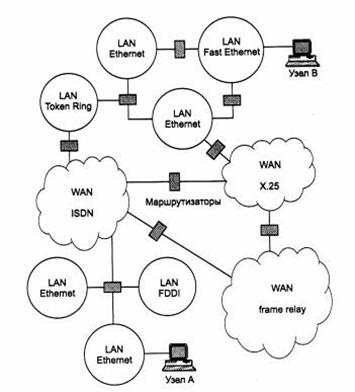 LAN
Ethernet
LAN
Fast Ethernet
Узел B
LAN
Token Ring
LAN
Ethernet
WAN
ISDN
WAN
X.25
Маршрутизаторы
LAN
Ethernet
LAN
FDDI
WAN
frame relay
LAN
Ethernet
Узел A